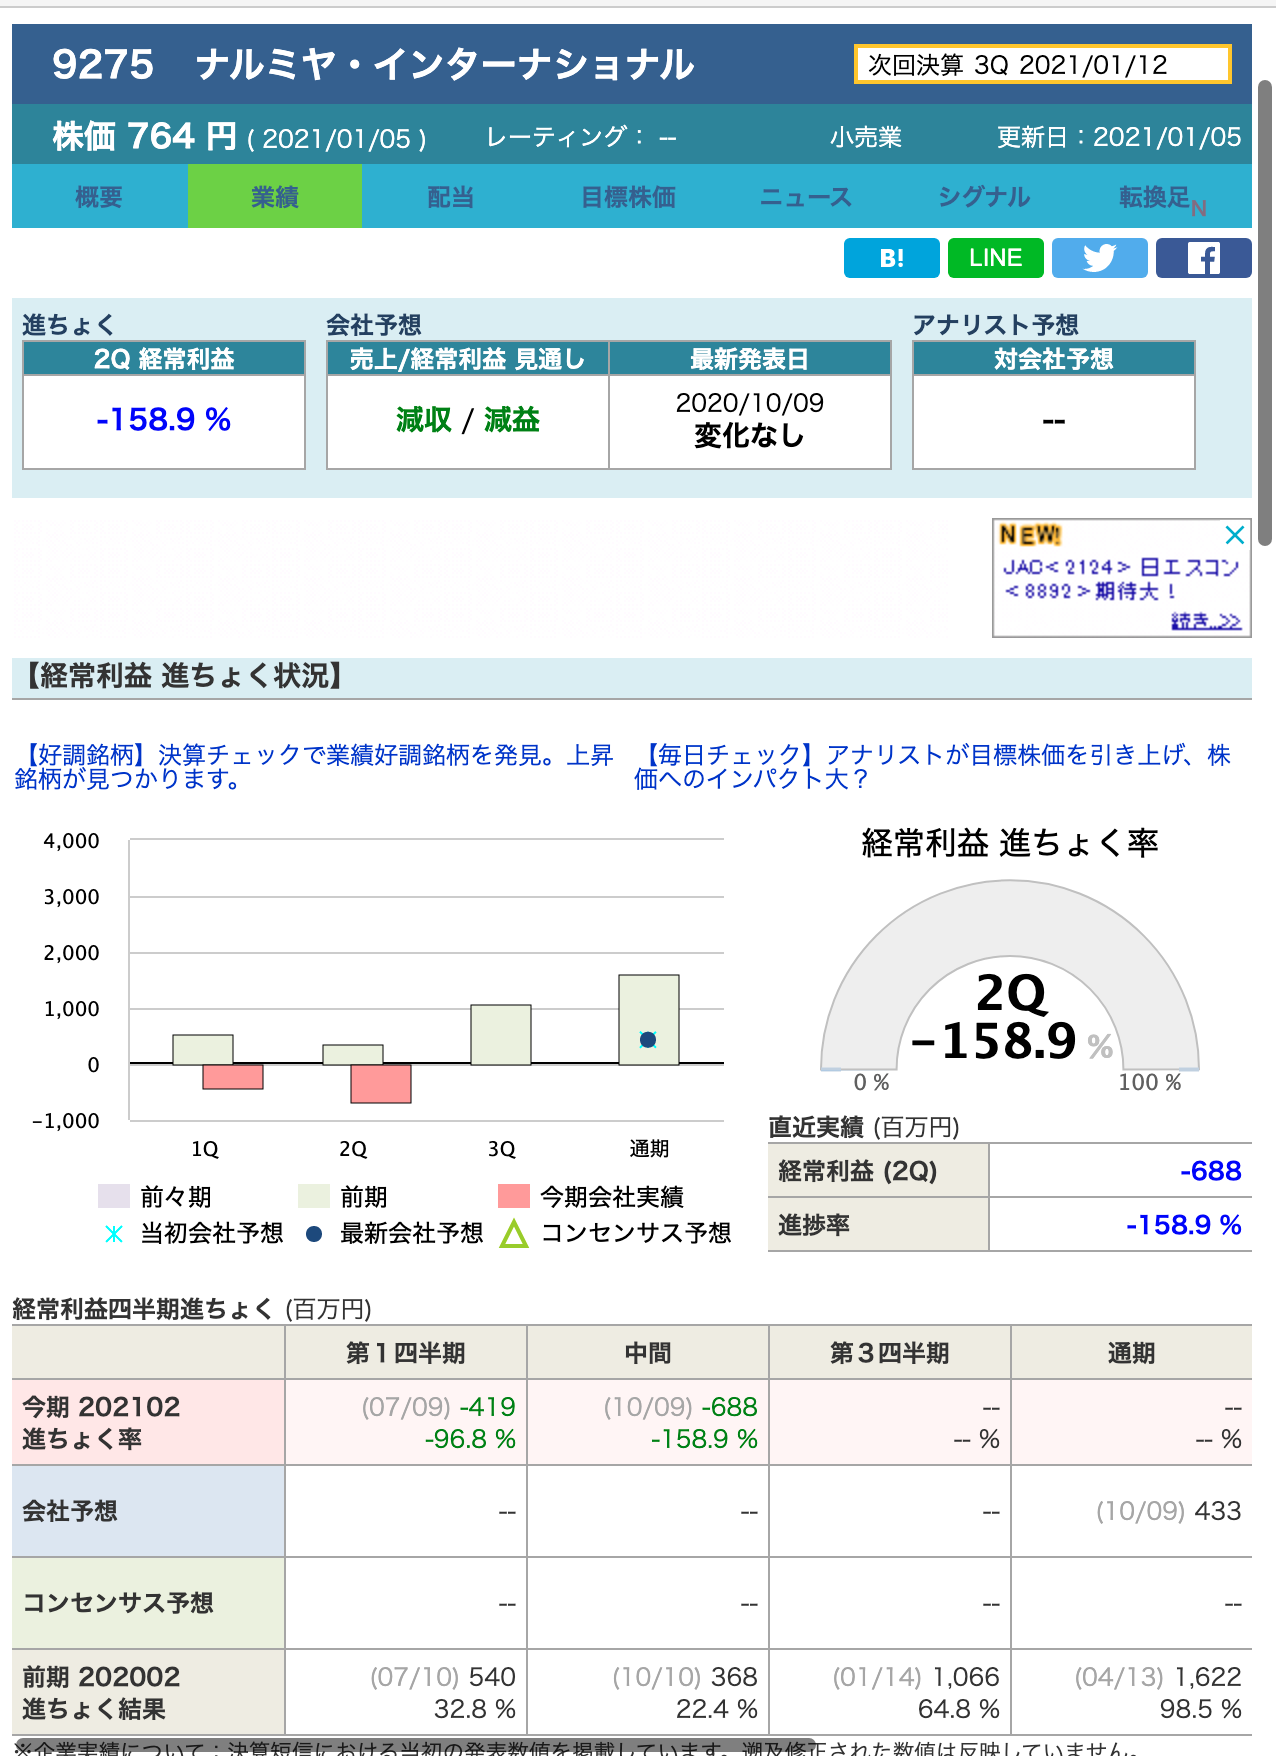 9275　ナルミヤ・インターナショナル
次回決算 3Q 2021/01/12
株価 764 円 ( 2021/01/05 )
レーティング： --
小売業
更新日：2021/01/05
概要
業績
配当
目標株価
ニュース
シグナル
転換足N
B!
LINE
進ちょく
会社予想
アナリスト予想
2Q 経常利益
売上/経常利益 見通し
最新発表日
対会社予想
-158.9 %
減収 / 減益
2020/10/09
変化なし
--
NEW!
JAC<2124> 日エスコン
<8892>期待大！
続き..>>
【経常利益 進ちょく状況】
【好調銘柄】決算チェックで業績好調銘柄を発見。上昇
銘柄が見つかります。
【毎日チェック】アナリストが目標株価を引き上げ、株
価へのインパクト大？
4,000
3,000
2,000
1,000
0
−1,000
1Q
2Q
3Q
通期
前々期
前期
今期会社実績
当初会社予想
最新会社予想
コンセンサス予想
経常利益 進ちょく率
2Q
−158.9 %
0 %
100 %
直近実績 (百万円)
経常利益 (2Q)
-688
進捗率
-158.9 %
経常利益四半期進ちょく (百万円)
第１四半期
中間
第３四半期
通期
今期 202102
進ちょく率
(07/09) -419
-96.8 %
(10/09) -688
-158.9 %
--
-- %
--
-- %
会社予想
--
--
--
(10/09) 433
コンセンサス予想
--
--
--
--
前期 202002
進ちょく結果
(07/10) 540
32.8 %
(10/10) 368
22.4 %
(01/14) 1,066
64.8 %
(04/13) 1,622
98.5 %
※企業実績について：決算短信における当初の発表数値を掲載しています。遡及修正された数値は反映していません。